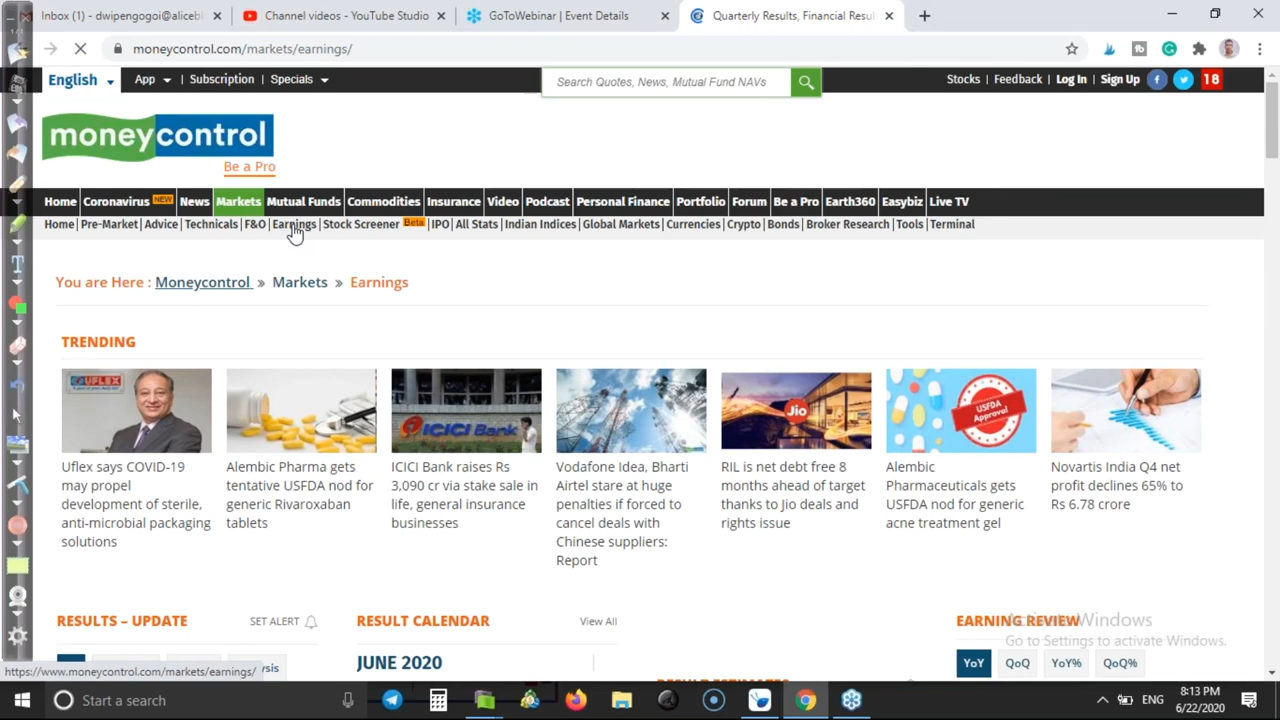 Inbox (1) - dwipengogoi@alicebl
Channel videos - YouTube Studio
GoToWebinar | Event Details
Quarterly Results, Financial Resul
moneycontrol.com/markets/earnings/
English App Subscription Specials
Search Quotes, News, Mutual Fund NAVs
Stocks | Feedback | Log In | Sign Up 18
moneycontrol
Be a Pro
Home Coronavirus NEW News Markets Mutual Funds Commodities Insurance Video Podcast Personal Finance Portfolio Forum Be a Pro Earth360 Easybiz Live TV
Home | Pre-Market | Advice | Technicals | F&O | Earnings | Stock Screener Beta | IPO | All Stats | Indian Indices | Global Markets | Currencies | Crypto | Bonds | Broker Research | Tools | Terminal
You are Here : Moneycontrol » Markets » Earnings
TRENDING
UFLEX
ICICI Bank
Jio
USFDA
Approval
Uflex says COVID-19
may propel
development of sterile,
anti-microbial packaging
solutions
Alembic Pharma gets
tentative USFDA nod for
generic Rivaroxaban
tablets
ICICI Bank raises Rs
3,090 cr via stake sale in
life, general insurance
businesses
Vodafone Idea, Bharti
Airtel stare at huge
penalties if forced to
cancel deals with
Chinese suppliers:
Report
RIL is net debt free 8
months ahead of target
thanks to Jio deals and
rights issue
Alembic
Pharmaceuticals gets
USFDA nod for generic
acne treatment gel
Novartis India Q4 net
profit declines 65% to
Rs 6.78 crore
RESULTS – UPDATE SET ALERT
RESULT CALENDAR View All
JUNE 2020
EARNING REVIEW
YoY QoQ YoY% QoQ%
Activate Windows
Go to Settings to activate Windows.
https://www.moneycontrol.com/markets/earnings/
Start a search
ENG
8:13 PM
6/22/2020